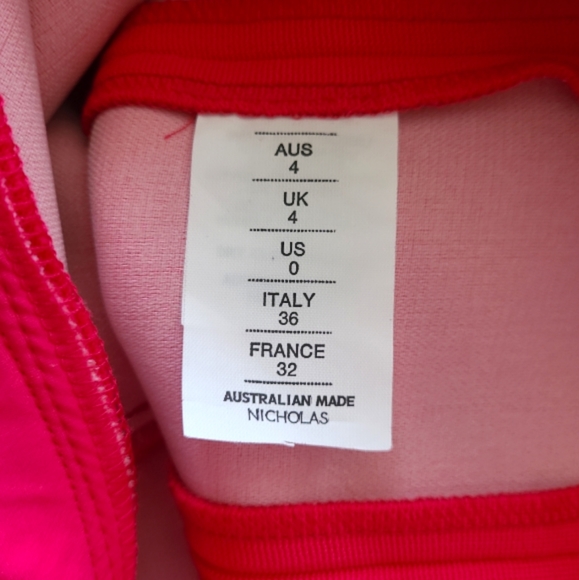 AUS
4
UK
4
US
0
ITALY
36
FRANCE
32
AUSTRALIAN MADE
NICHOLAS